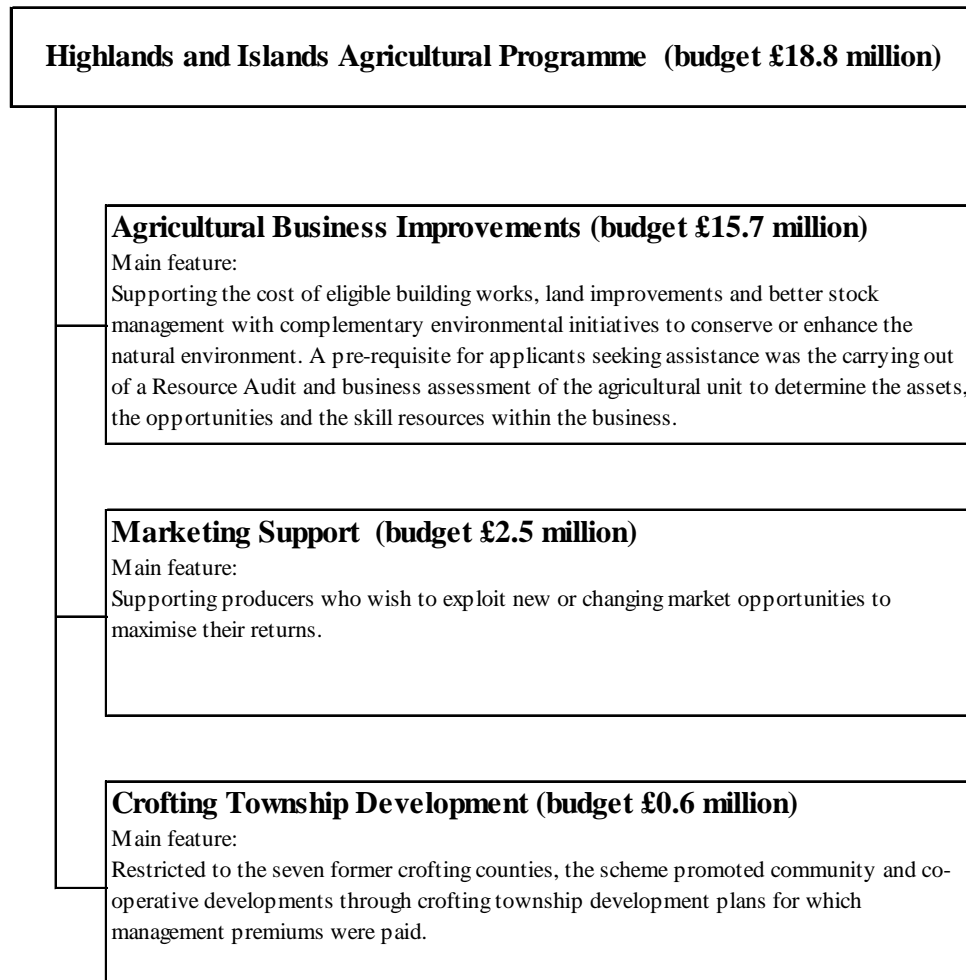 Highlands and Islands Agricultural Programme (budget £18.8 million)
Agricultural Business Improvements (budget £15.7 million)
Main feature:
Supporting the cost of eligible building works, land improvements and better stock
management with complementary environmental initiatives to conserve or enhance the
natural environment. A pre-requisite for applicants seeking assistance was the carrying out
of a Resource Audit and business assessment of the agricultural unit to determine the assets,
the opportunities and the skill resources within the business.
Marketing Support (budget £2.5 million)
Main feature:
Supporting producers who wish to exploit new or changing market opportunities to
maximise their returns.
Crofting Township Development (budget £0.6 million)
Main feature:
Restricted to the seven former crofting counties, the scheme promoted community and co-
operative developments through crofting township development plans for which
management premiums were paid.